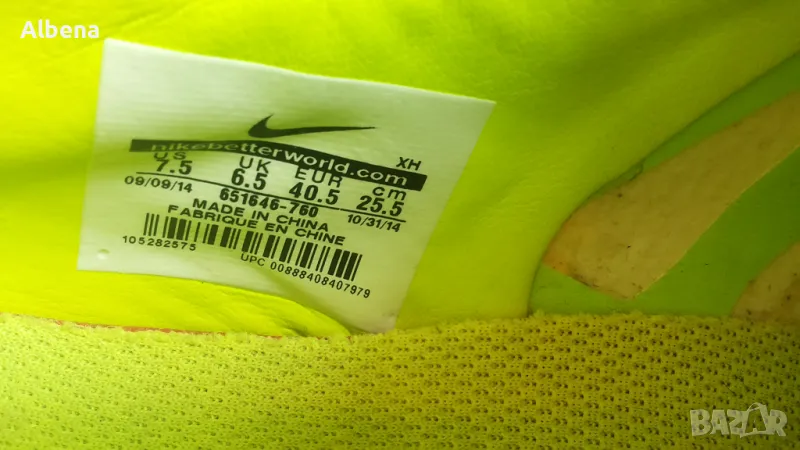 Albena
XH
nikebetterworld.com
US UK EUR cm
7.5 6.5 40.5 25.5
09/09/14 651646-760 10/31/14
MADE IN CHINA
FABRIQUE EN CHINE
105282575
UPC 00888408407979
BAZAR